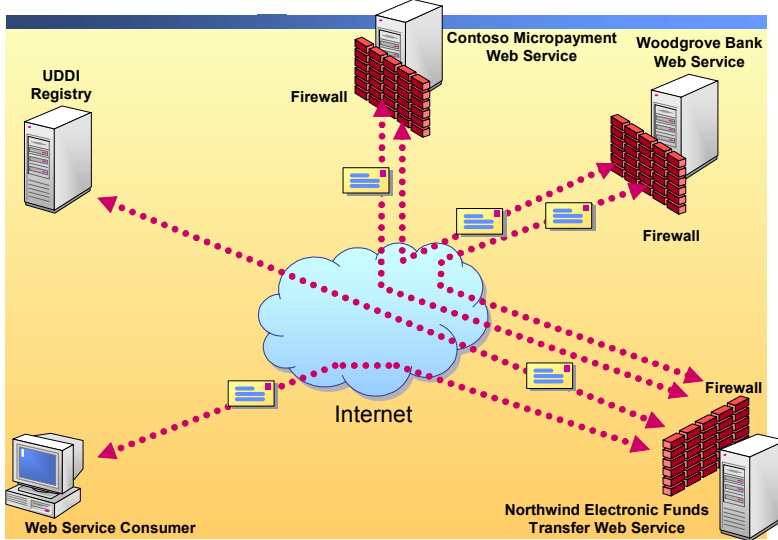 Contoso Micropayment
Web Service
Woodgrove Bank
Web Service
UDDI
Registry
Firewall
Firewall
Internet
Firewall
Web Service Consumer
Northwind Electronic Funds
Transfer Web Service